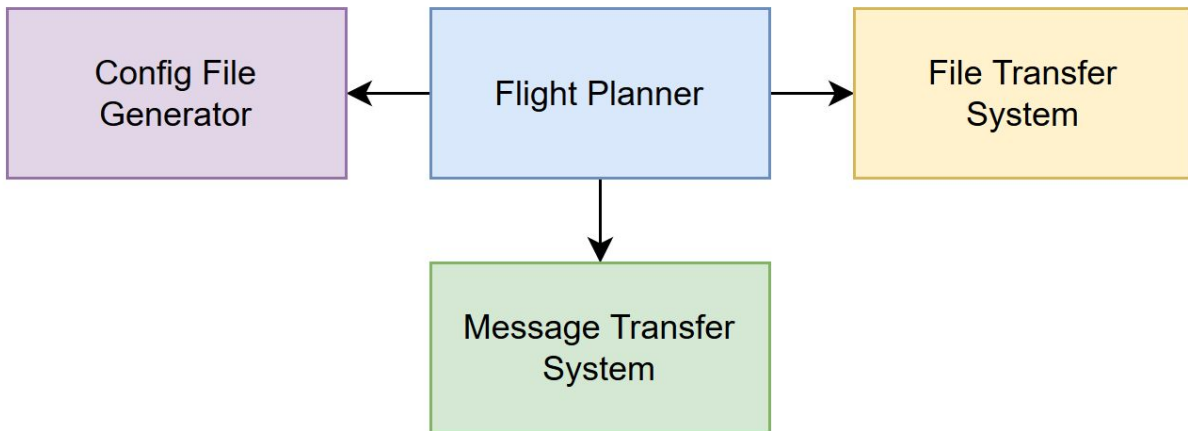 Config File
Generator
Flight Planner
File Transfer
System
Message Transfer
System